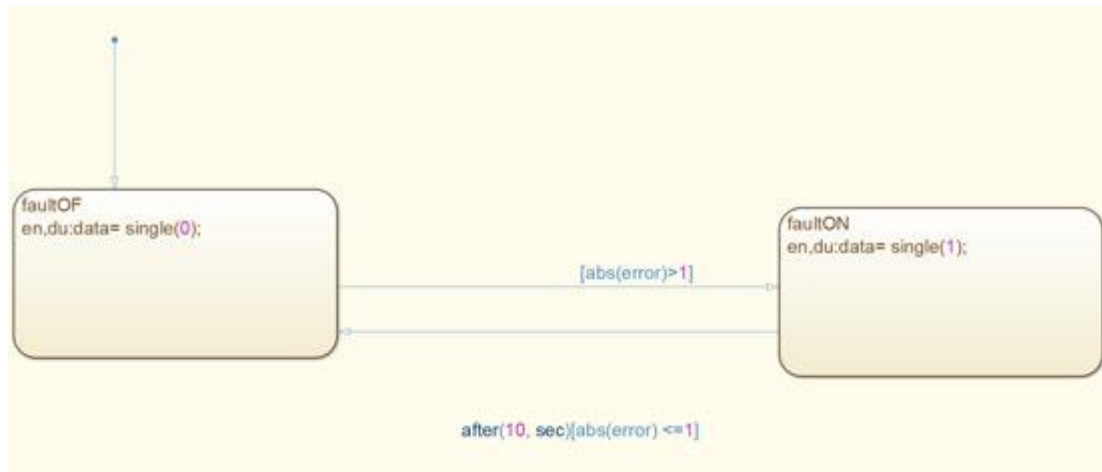 faultOF
en,du:data= single(0);
faultON
en,du:data= single(1);
[abs(error)>1]
after(10, sec)[abs(error) <=1]